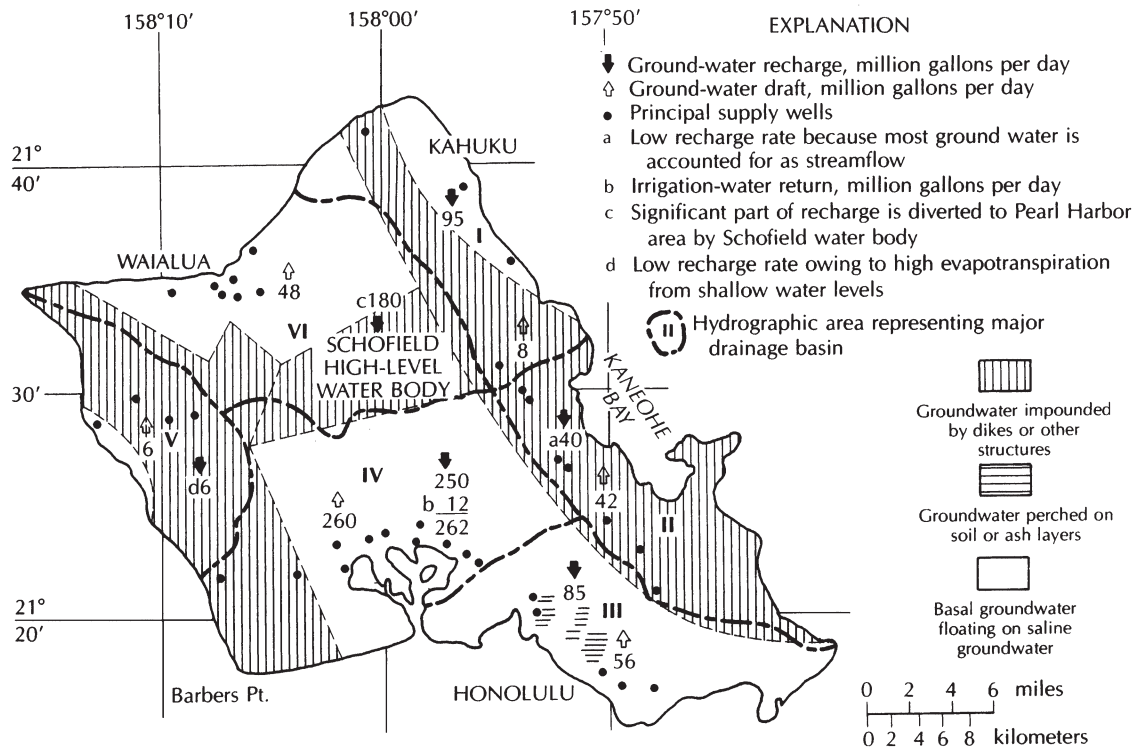 158°10' 158°00' 157°50'
EXPLANATION
Ground-water recharge, million gallons per day
Ground-water draft, million gallons per day
Principal supply wells
a Low recharge rate because most ground water is
accounted for as streamflow
b Irrigation-water return, million gallons per day
c Significant part of recharge is diverted to Pearl Harbor
area by Schofield water body
d Low recharge rate owing to high evapotranspiration
from shallow water levels
II Hydrographic area representing major
drainage basin
Groundwater impounded
by dikes or other
structures
Groundwater perched on
soil or ash layers
Basal groundwater
floating on saline
groundwater
0 2 4 6 miles
0 2 4 6 8 kilometers
21°
40'
KAHUKU
95
I
WAIALUA
48
c180
VI
SCHOFIELD
HIGH-LEVEL
WATER BODY
8
KANEOHE
BAY
30'
a40
6
V
d6
IV
250
b 12
262
260
42
II
85
III
56
21°
20'
Barbers Pt.
HONOLULU